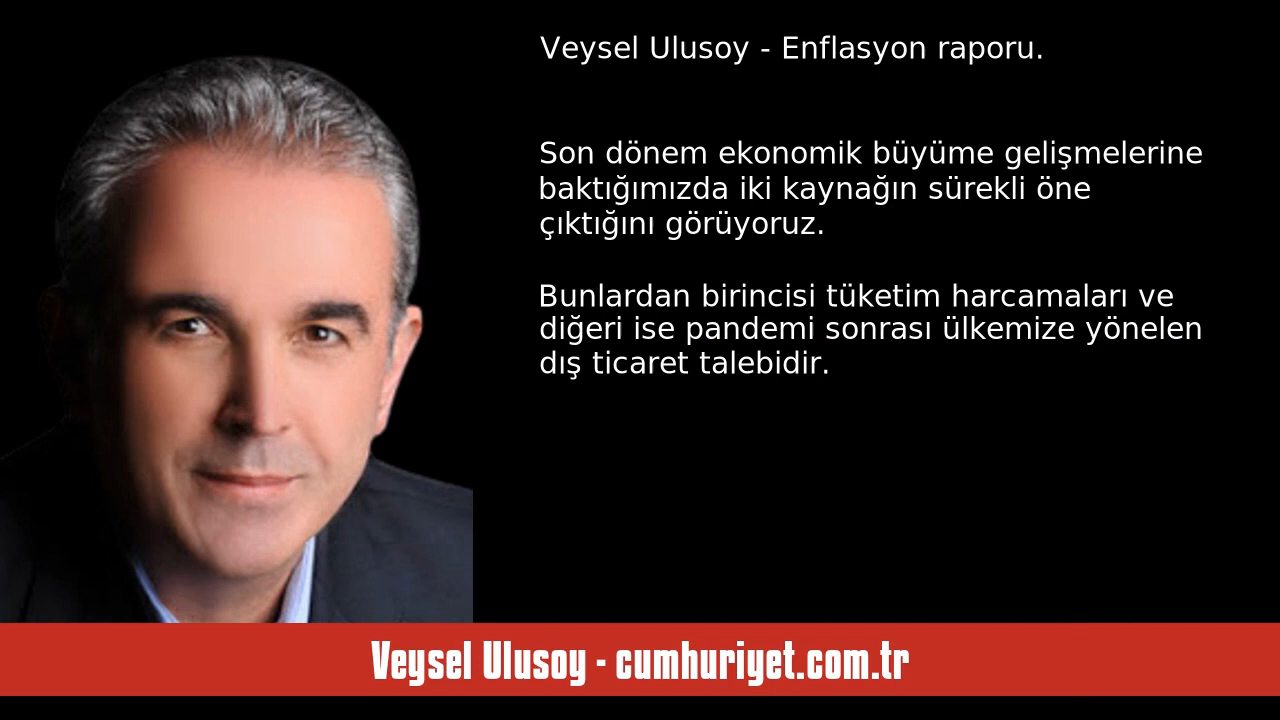 Veysel Ulusoy - Enflasyon raporu.
Son dönem ekonomik büyüme gelişmelerine
baktığımızda iki kaynağın sürekli öne
çıktığını görüyoruz.
Bunlardan birincisi tüketim harcamaları ve
diğeri ise pandemi sonrası ülkemize yönelen
dış ticaret talebidir.
Veysel Ulusoy - cumhuriyet.com.tr